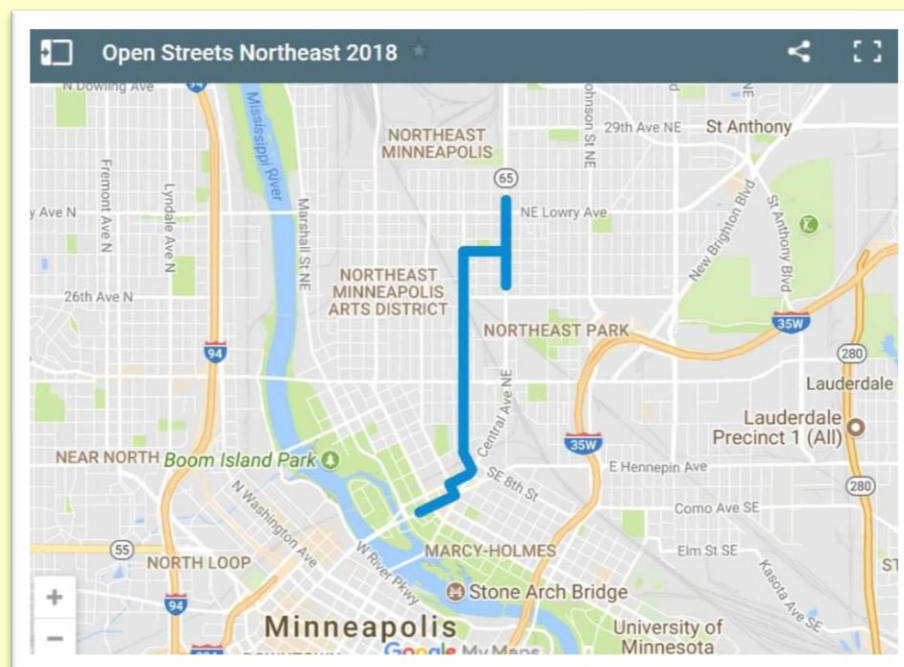 Open Streets Northeast 2018
N Dowling Ave
94
Mississippi River
NORTHEAST
MINNEAPOLIS
Johnson St NE
29th Ave NE
St Anthony
65
Fremont Ave N
Lyndale Ave N
Marshall St NE
NE Lowry Ave
y Ave N
New Brighton Blvd
St Anthony Blvd
NORTHEAST
MINNEAPOLIS
ARTS DISTRICT
26th Ave N
NORTHEAST PARK
35W
94
280
Lauderdale
Central Ave NE
Lauderdale
Precinct 1 (All)
35W
NEAR NORTH
Boom Island Park
E Hennepin Ave
SE 8th St
280
N Washington Ave
Como Ave SE
55
NORTH LOOP
W River Pkwy
MARCY-HOLMES
Elm St SE
Kasota Ave SE
ST
+
94
Stone Arch Bridge
−
Minneapolis
University of
Minnesota
Google My Maps